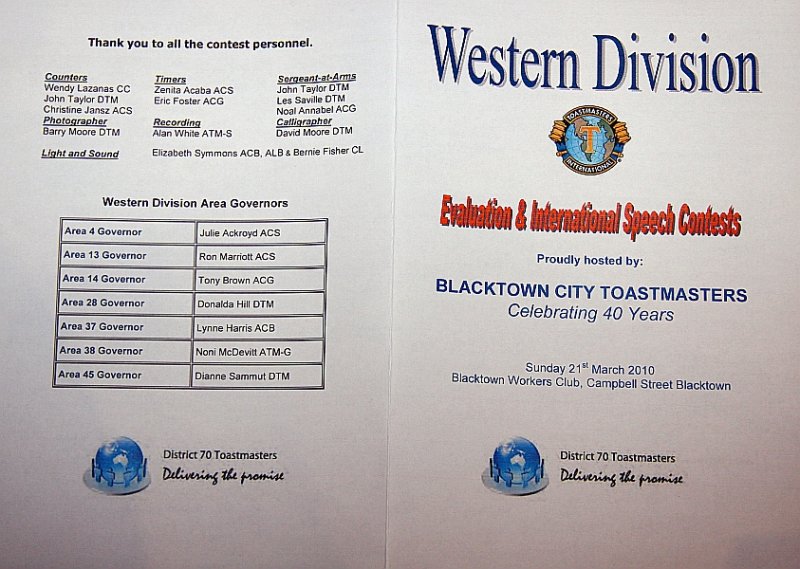 Thank you to all the contest personnel.
Counters
Wendy Lazanas CC
John Taylor DTM
Christine Jansz ACS
Photographer
Barry Moore DTM
Timers
Zenita Acaba ACS
Eric Foster ACG
Recording
Alan White ATM-S
Sergeant-at-Arms
John Taylor DTM
Les Saville DTM
Noal Annabel ACG
Calligrapher
David Moore DTM
Light and Sound Elizabeth Symmons ACB, ALB & Bernie Fisher CL
Western Division Area Governors
Area 4 Governor Julie Ackroyd ACS
Area 13 Governor Ron Marriott ACS
Area 14 Governor Tony Brown ACG
Area 28 Governor Donalda Hill DTM
Area 37 Governor Lynne Harris ACB
Area 38 Governor Noni McDevitt ATM-G
Area 45 Governor Dianne Sammut DTM
District 70 Toastmasters
Delivering the promise
Western Division
TOASTMASTERS
T
INTERNATIONAL
Evaluation & International Speech Contests
Proudly hosted by:
BLACKTOWN CITY TOASTMASTERS
Celebrating 40 Years
Sunday 21st March 2010
Blacktown Workers Club, Campbell Street Blacktown
District 70 Toastmasters
Delivering the promise